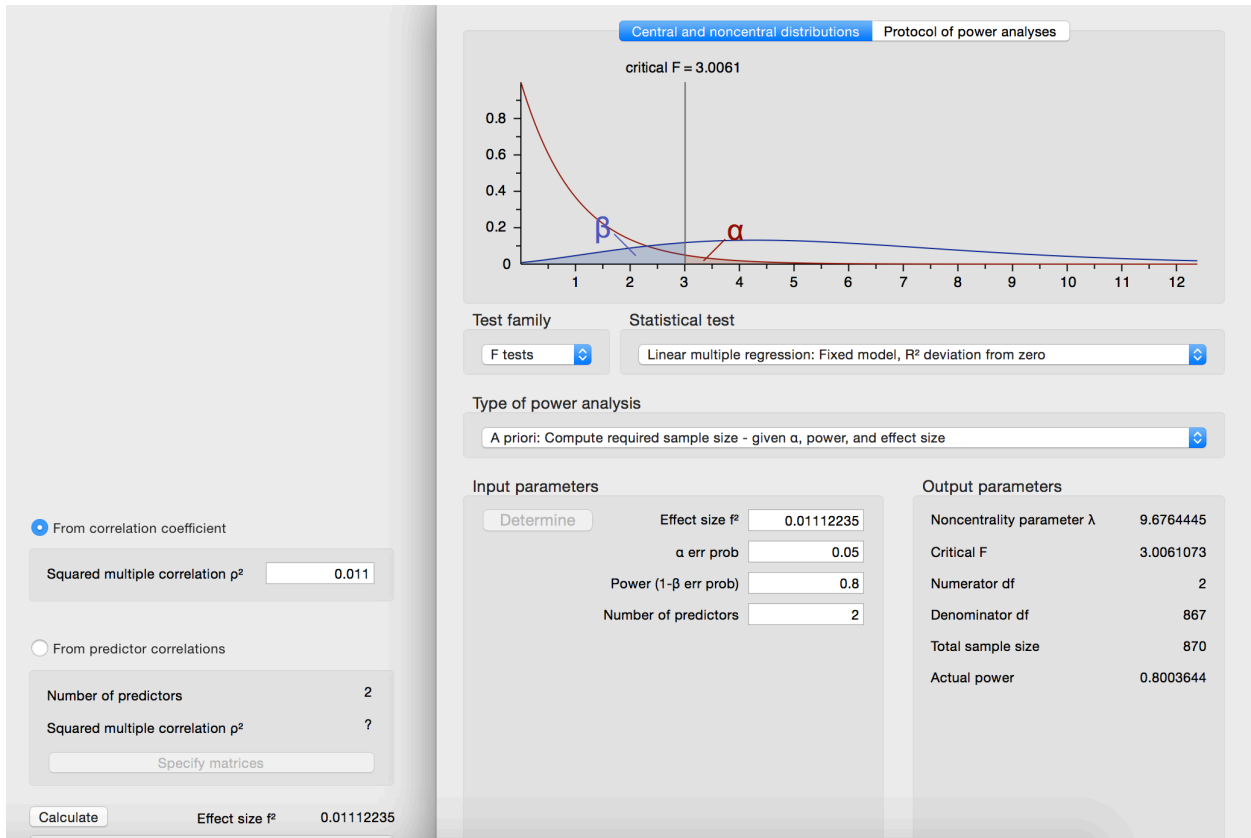 Central and noncentral distributions
Protocol of power analyses
critical F = 3.0061
0.8
0.6
0.4
0.2
0
β
α
1 2 3 4 5 6 7 8 9 10 11 12
Test family
Statistical test
F tests
Linear multiple regression: Fixed model, R² deviation from zero
Type of power analysis
A priori: Compute required sample size - given α, power, and effect size
Input parameters
Determine
Effect size f² 0.01112235
α err prob 0.05
Power (1-β err prob) 0.8
Number of predictors 2
Output parameters
Noncentrality parameter λ 9.6764445
Critical F 3.0061073
Numerator df 2
Denominator df 867
Total sample size 870
Actual power 0.8003644
From correlation coefficient
Squared multiple correlation ρ² 0.011
From predictor correlations
Number of predictors 2
Squared multiple correlation ρ² ?
Specify matrices
Calculate
Effect size f² 0.01112235